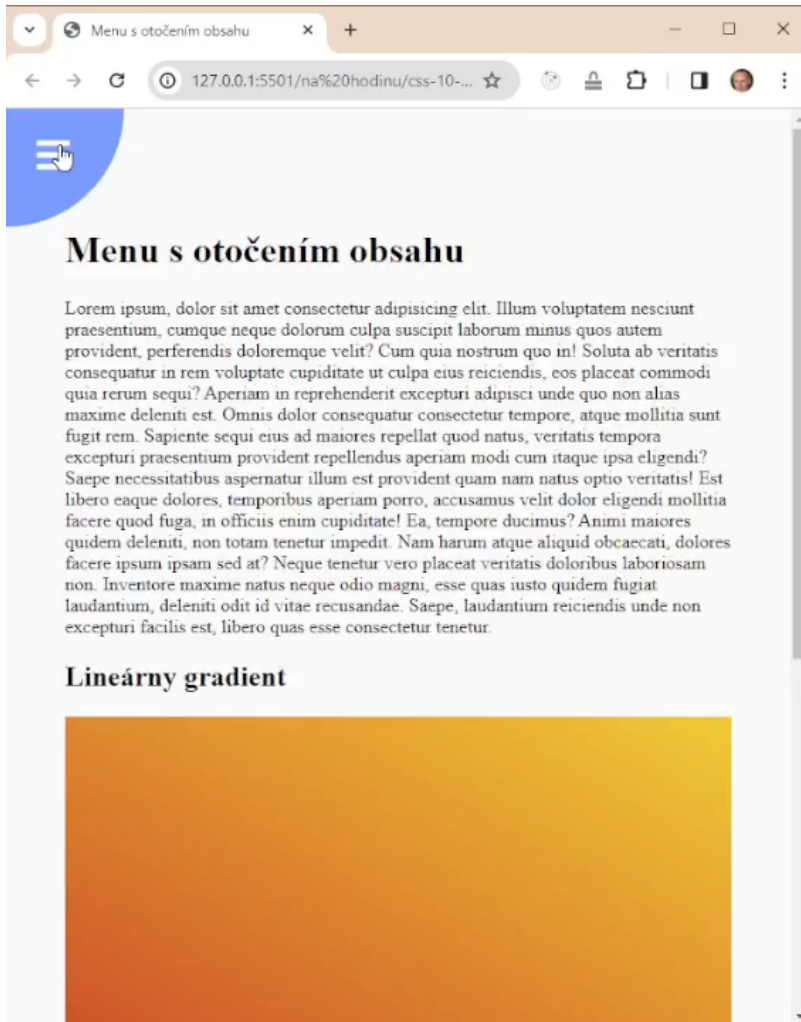 Menu s otočením obsahu
127.0.0.1:5501/na%20hodinu/css-10-...
Menu s otočením obsahu
Lorem ipsum, dolor sit amet consectetur adipisicing elit. Illum voluptatem nesciunt
praesentium, cumque neque dolorum culpa suscipit laborum minus quos autem
provident, perferendis doloremque velit? Cum quia nostrum quo in! Soluta ab veritatis
consequatur in rem voluptate cupiditate ut culpa eius reiciendis, eos placeat commodi
quia rerum sequi? Aperiam in reprehenderit excepturi adipisci unde quo non alias
maxime deleniti est. Omnis dolor consequatur consectetur tempore, atque mollitia sunt
fugit rem. Sapiente sequi eius ad maiores repellat quod natus, veritatis tempora
excepturi praesentium provident repellendus aperiam modi cum itaque ipsa eligendi?
Saepe necessitatibus aspernatur illum est provident quam nam natus optio veritatis! Est
libero eaque dolores, temporibus aperiam porro, accusamus velit dolor eligendi mollitia
facere quod fuga, in officiis enim cupiditate! Ea, tempore ducimus? Animi maiores
quidem deleniti, non totam tenetur impedit. Nam harum atque aliquid obcaecati, dolores
facere ipsum ipsam sed at? Neque tenetur vero placeat veritatis doloribus laboriosam
non. Inventore maxime natus neque odio magni, esse quas iusto quidem fugiat
laudantium, deleniti odit id vitae recusandae. Saepe, laudantium reiciendis unde non
excepturi facilis est, libero quas esse consectetur tenetur.
Lineárny gradient